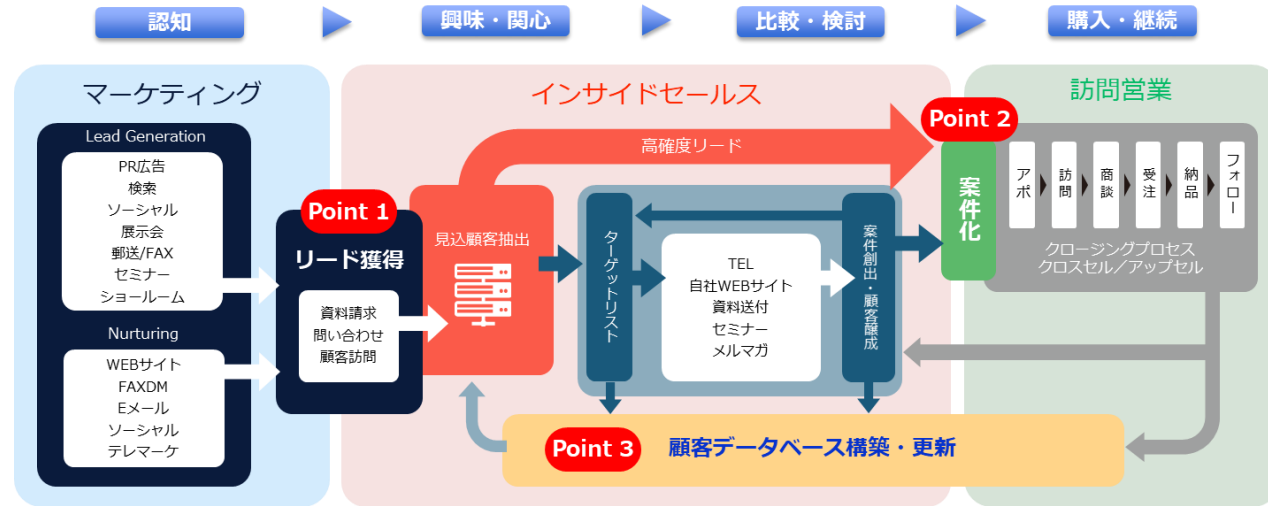 認知
興味・関心
比較・検討
購入・継続
マーケティング
Lead Generation
PR広告
検索
ソーシャル
展示会
郵送/FAX
セミナー
ショールーム
Nurturing
WEBサイト
FAXDM
Eメール
ソーシャル
テレマーケ
Point 1
リード獲得
資料請求
問い合わせ
顧客訪問
インサイドセールス
高確度リード
見込顧客抽出
ターゲットリスト
TEL
自社WEBサイト
資料送付
セミナー
メルマガ
案件創出・顧客醸成
Point 3
顧客データベース構築・更新
訪問営業
Point 2
案件化
アポ
訪問
商談
受注
納品
フォロー
クロージングプロセス
クロスセル／アップセル